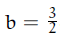 b = 3/2